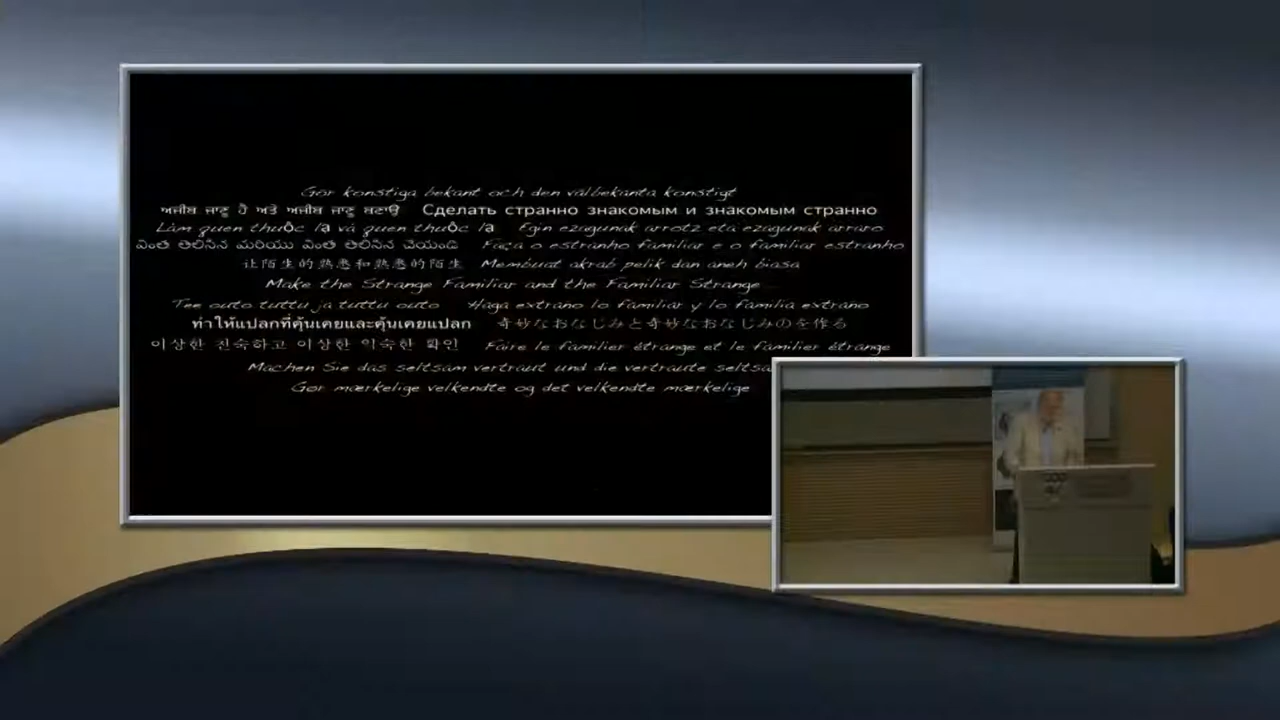 Gör konstiga bekant och den välbekanta konstigt
ਅਜੀਬ ਜਾਣੂ ਹੈ ਅਤੇ ਅਜੀਬ ਜਾਣੂ ਬਣਾਉ Сделать странно знакомым и знакомым странно
Làm quen thuộc lạ và quen thuộc lạ Egin ezagunak arrotz eta ezagunak arraro
ఎంత తెలిసిన మరియు ఎంత తెలిసిన చేయండి Faça o estranho familiar e o familiar estranho
让陌生的熟悉和熟悉的陌生 Membuat akrab pelik dan aneh biasa
Make the Strange Familiar and the Familiar Strange
Tee outo tuttu ja tuttu outo Haga extraño lo familiar y lo familia extraño
ทำให้แปลกที่คุ้นเคยและคุ้นเคยแปลก 奇妙なおなじみと奇妙なおなじみのを作る
이상한 친숙하고 이상한 익숙한 확인 Faire le familier étrange et le familier étrange
Machen Sie das seltsam vertraut und die vertraute seltsa
Gør mærkelige velkendte og det velkendte mærkelige